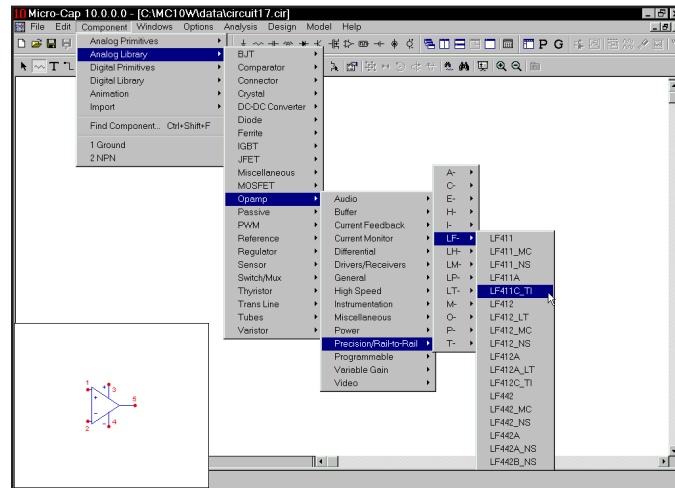 10 Micro-Cap 10.0.0.0 - [C:\MC10W\data\circuit17.cir]
File Edit Component Windows Options Analysis Design Model Help
T P G
Analog Primitives
Analog Library
Digital Primitives
Digital Library
Animation
Import
Find Component... Ctrl+Shift+F
1 Ground
2 NPN
BJT
Comparator
Connector
Crystal
DC-DC Converter
Diode
Ferrite
IGBT
JFET
Miscellaneous
MOSFET
Opamp
Passive
PWM
Reference
Regulator
Sensor
Switch/Mux
Thyristor
Trans Line
Tubes
Varistor
Audio
Buffer
Current Feedback
Current Monitor
Differential
Drivers/Receivers
General
High Speed
Instrumentation
Miscellaneous
Power
Precision/Rail-to-Rail
Programmable
Variable Gain
Video
A-
C-
E-
H-
I-
LF-
LH-
LM-
LP-
LT-
M-
O-
P-
T-
LF411
LF411_MC
LF411_NS
LF411A
LF411C_TI
LF412
LF412_LT
LF412_MC
LF412_NS
LF412A
LF412A_LT
LF412C_TI
LF442
LF442_MC
LF442_NS
LF442A
LF442A_NS
LF442B_NS
1
3
5
2
4